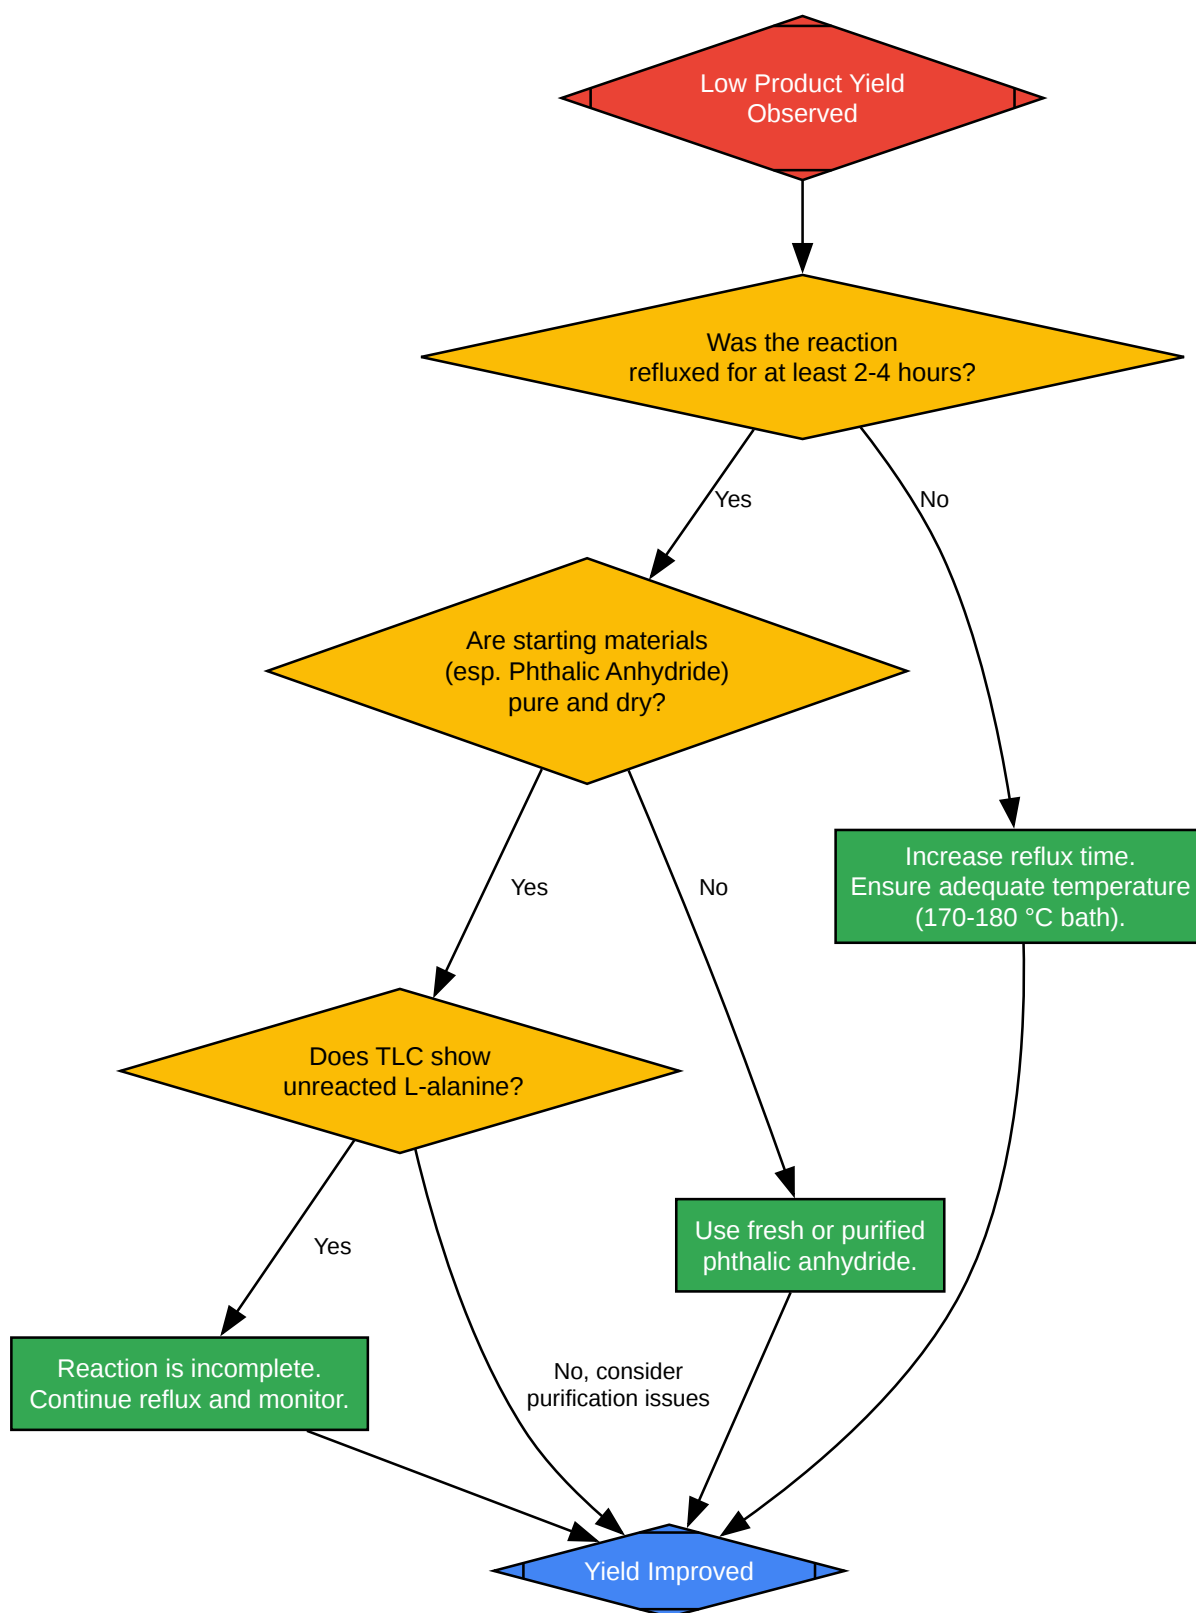 Low Product Yield
Observed
Was the reaction
refluxed for at least 2-4 hours?
Yes
No
Are starting materials
(esp. Phthalic Anhydride)
pure and dry?
Increase reflux time.
Ensure adequate temperature
(170-180 °C bath).
Yes
No
Does TLC show
unreacted L-alanine?
Use fresh or purified
phthalic anhydride.
Yes
Reaction is incomplete.
Continue reflux and monitor.
No, consider
purification issues
Yield Improved